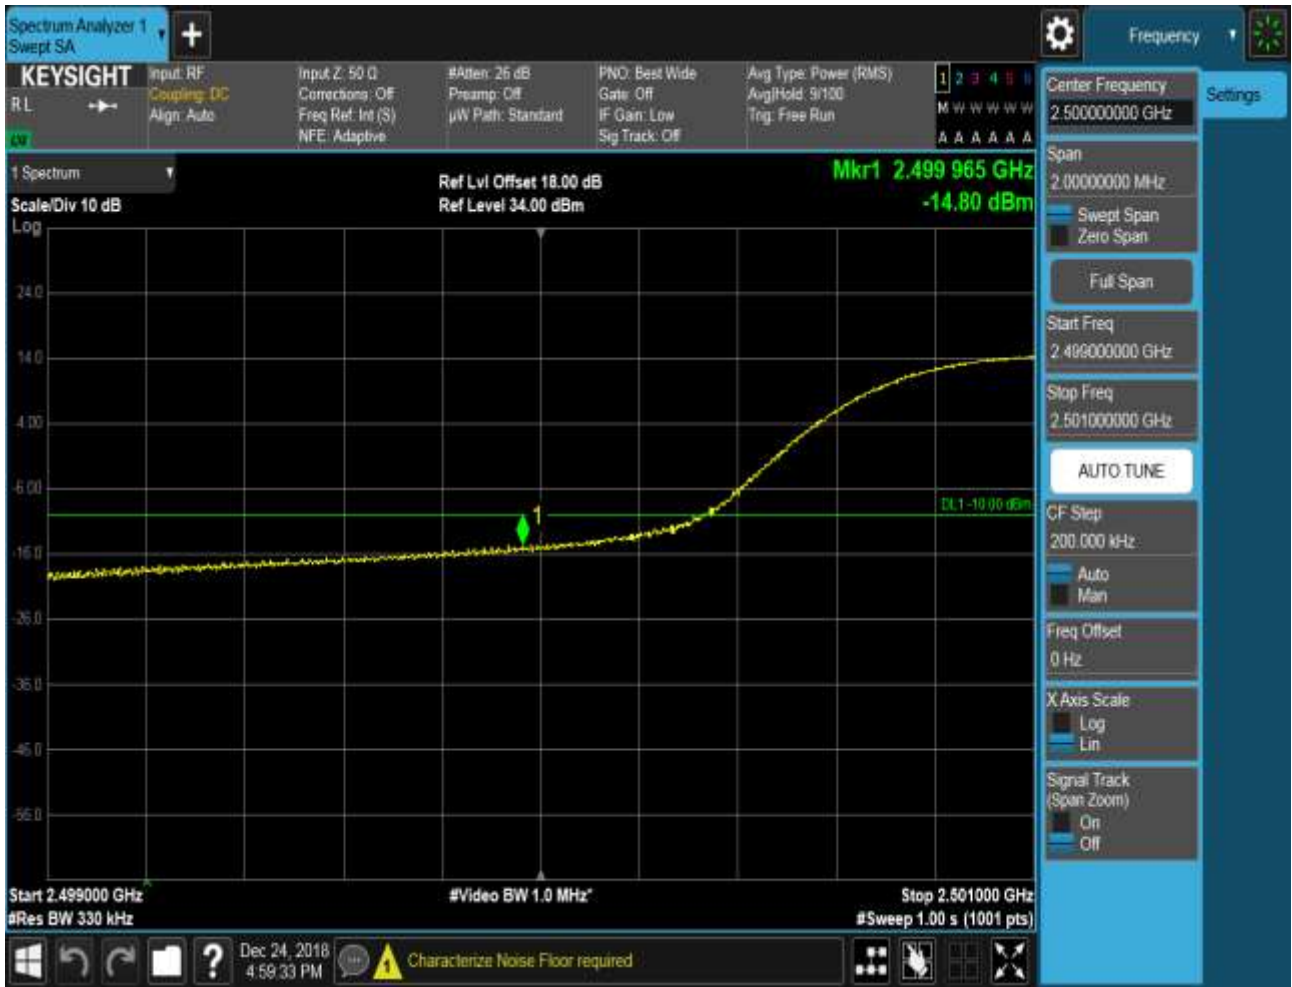 Spectrum Analyzer 1
Swept SA
+
Frequency
KEYSIGHT
RL
Input: RF
Coupling: DC
Align: Auto
Input Z: 50 Ω
Corrections: Off
Freq Ref: Int (S)
NFE: Adaptive
#Atten: 26 dB
Preamp: Off
µW Path: Standard
PNO: Best Wide
Gate: Off
IF Gain: Low
Sig Track: Off
Avg Type: Power (RMS)
Avg|Hold: 9/100
Trig: Free Run
1 2 3 4 5 6
M W W W W W
A A A A A A
1 Spectrum
Scale/Div 10 dB
Log
Ref Lvl Offset 18.00 dB
Ref Level 34.00 dBm
Mkr1 2.499 965 GHz
-14.80 dBm
24.0
14.0
4.00
-6.00
-16.0
-26.0
-36.0
-46.0
-56.0
1
DL1 -10.00 dBm
Start 2.499000 GHz
#Res BW 330 kHz
#Video BW 1.0 MHz*
Stop 2.501000 GHz
#Sweep 1.00 s (1001 pts)
Center Frequency
2.500000000 GHz
Settings
Span
2.00000000 MHz
Swept Span
Zero Span
Full Span
Start Freq
2.499000000 GHz
Stop Freq
2.501000000 GHz
AUTO TUNE
CF Step
200.000 kHz
Auto
Man
Freq Offset
0 Hz
X Axis Scale
Log
Lin
Signal Track
(Span Zoom)
On
Off
?
Dec 24, 2018
4:59:33 PM
1
Characterize Noise Floor required